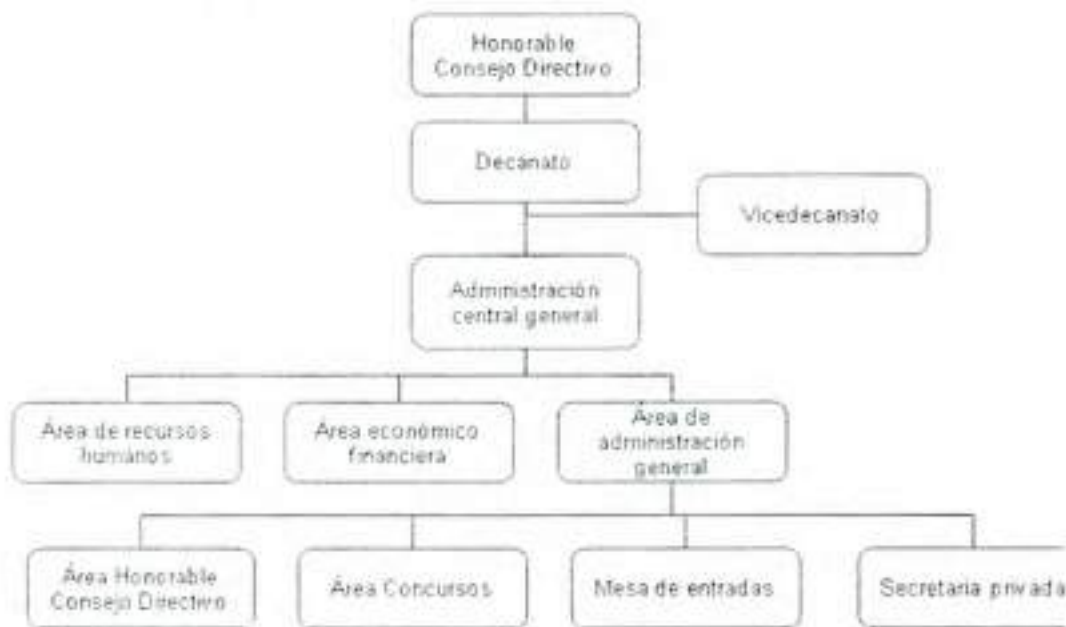 Honorable
Consejo Directivo
Decanato
Vicedecanato
Administración
central general
Área de recursos
humanos
Área económico
financiera
Área de
administración
general
Área Honorable
Consejo Directivo
Área Concursos
Mesa de entradas
Secretaria privada